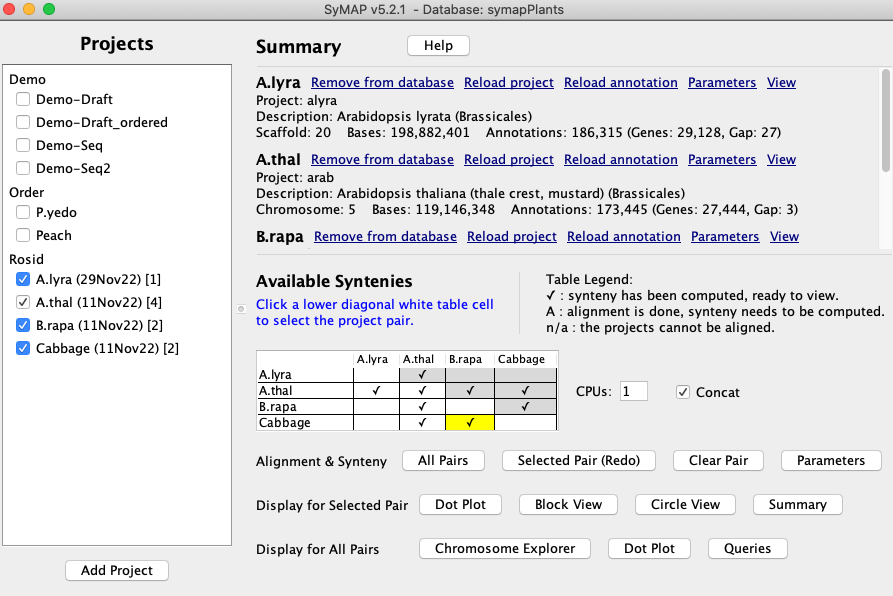 SyMAP v5.2.1 - Database: symapPlants
Projects
Demo
Demo-Draft
Demo-Draft_ordered
Demo-Seq
Demo-Seq2
Order
P.yedo
Peach
Rosid
A.lyra (29Nov22) [1]
A.thal (11Nov22) [4]
B.rapa (11Nov22) [2]
Cabbage (11Nov22) [2]
Add Project
Summary Help
A.lyra Remove from database Reload project Reload annotation Parameters View
Project: alyra
Description: Arabidopsis lyrata (Brassicales)
Scaffold: 20 Bases: 198,882,401 Annotations: 186,315 (Genes: 29,128, Gap: 27)
A.thal Remove from database Reload project Reload annotation Parameters View
Project: arab
Description: Arabidopsis thaliana (thale crest, mustard) (Brassicales)
Chromosome: 5 Bases: 119,146,348 Annotations: 173,445 (Genes: 27,444, Gap: 3)
B.rapa Remove from database Reload project Reload annotation Parameters View
Available Syntenies
Click a lower diagonal white table cell
to select the project pair.
Table Legend:
✓ : synteny has been computed, ready to view.
A : alignment is done, synteny needs to be computed.
n/a : the projects cannot be aligned.
A.lyra A.thal B.rapa Cabbage
A.lyra ✓
A.thal ✓ ✓ ✓ ✓
B.rapa ✓ ✓
Cabbage ✓ ✓
CPUs: 1 Concat
Alignment & Synteny All Pairs Selected Pair (Redo) Clear Pair Parameters
Display for Selected Pair Dot Plot Block View Circle View Summary
Display for All Pairs Chromosome Explorer Dot Plot Queries